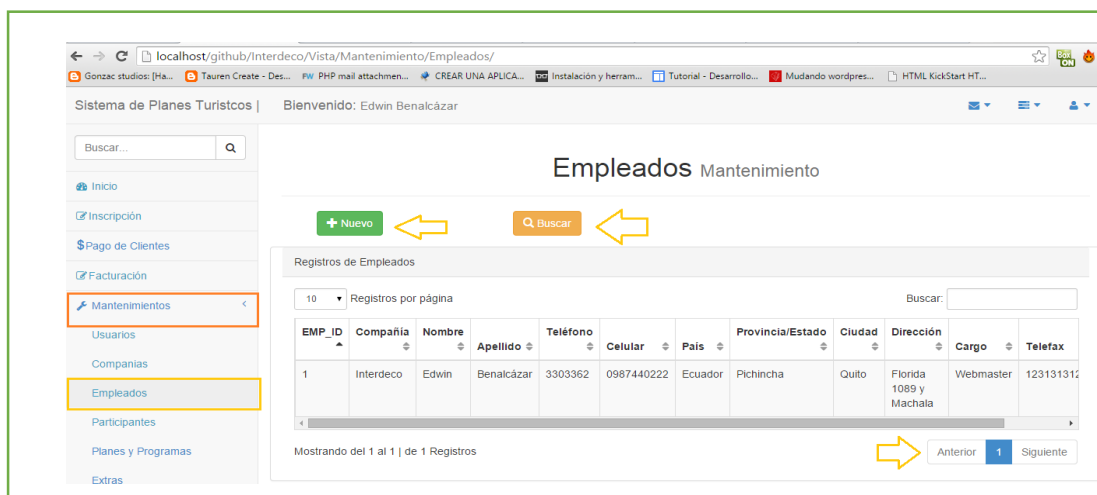 localhost/github/Interdeco/Vista/Mantenimiento/Empleados/
Gonzac studios: [Ha... Tauren Create - Des... PHP mail attachmen... CREAR UNA APLICA... Instalación y herram... Tutorial - Desarrollo... Mudando wordpres... HTML KickStart HT...
Sistema de Planes Turistcos | Bienvenido: Edwin Benalcázar
Buscar...
Empleados Mantenimiento
Inicio
Inscripción
Nuevo Buscar
$Pago de Clientes
Registros de Empleados
Facturación
10 Registros por página Buscar:
Mantenimientos
EMP_ID Compañía Nombre Apellido Teléfono Celular País Provincia/Estado Ciudad Dirección Cargo Telefax
Usuarios
Companias
1 Interdeco Edwin Benalcázar 3303362 0987440222 Ecuador Pichincha Quito Florida 1089 y Machala Webmaster 123131312
Empleados
Participantes
Mostrando del 1 al 1 | de 1 Registros Anterior 1 Siguiente
Planes y Programas
Extras